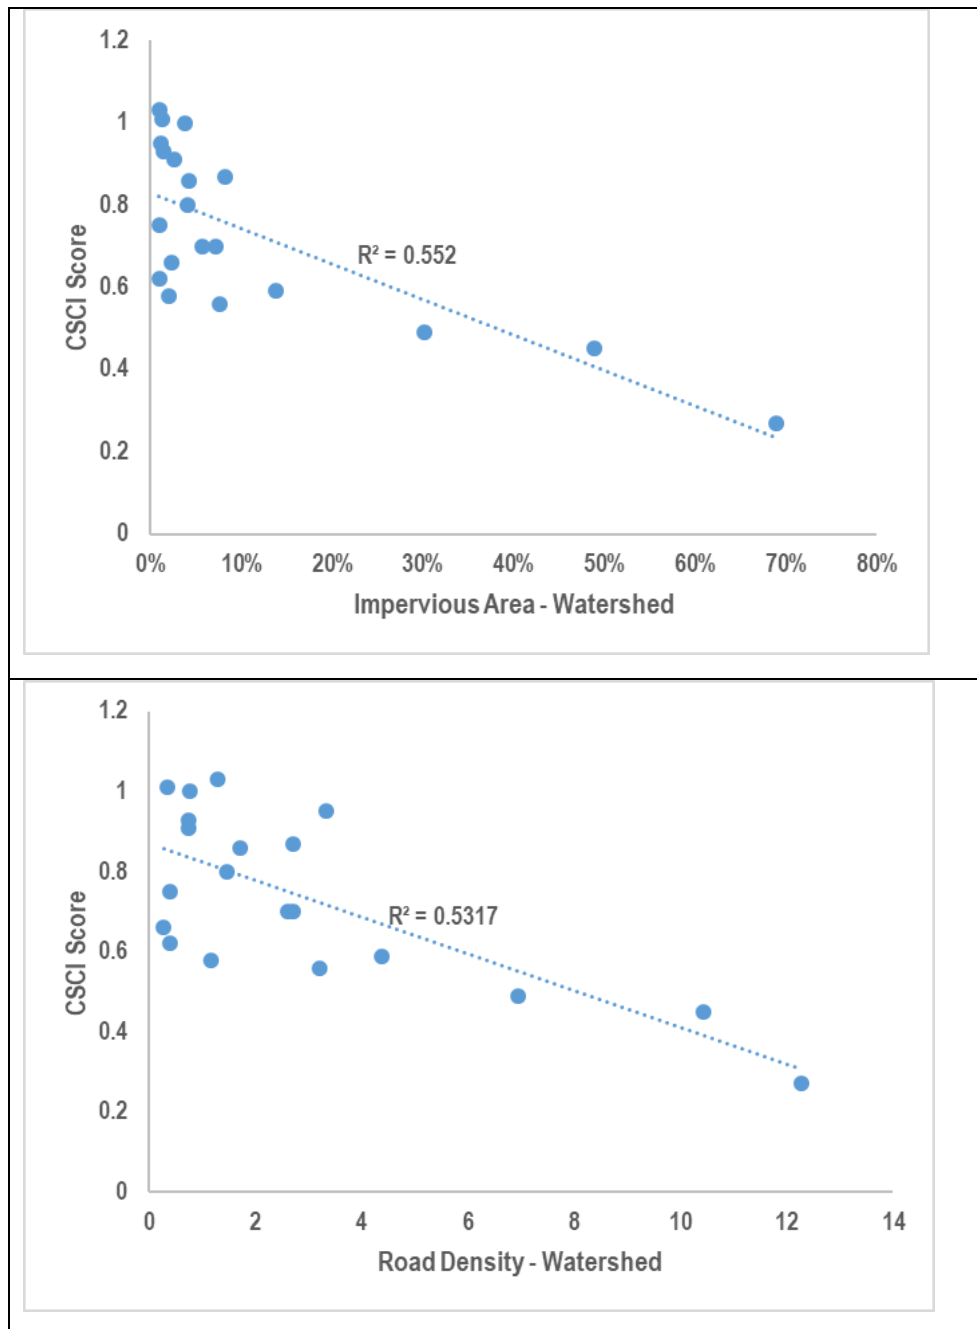 1.2
1
0.8
0.6
0.4
0.2
0
CSCI Score
R² = 0.552
0% 10% 20% 30% 40% 50% 60% 70% 80%
Impervious Area - Watershed
1.2
1
0.8
0.6
0.4
0.2
0
CSCI Score
R² = 0.5317
0 2 4 6 8 10 12 14
Road Density - Watershed